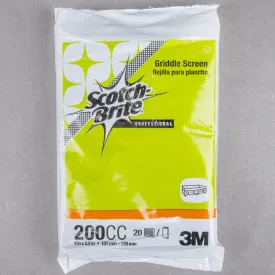 Griddle Screen
Rejilla para plancha
Scotch-
Brite
PROFESSIONAL
200CC
20
3M